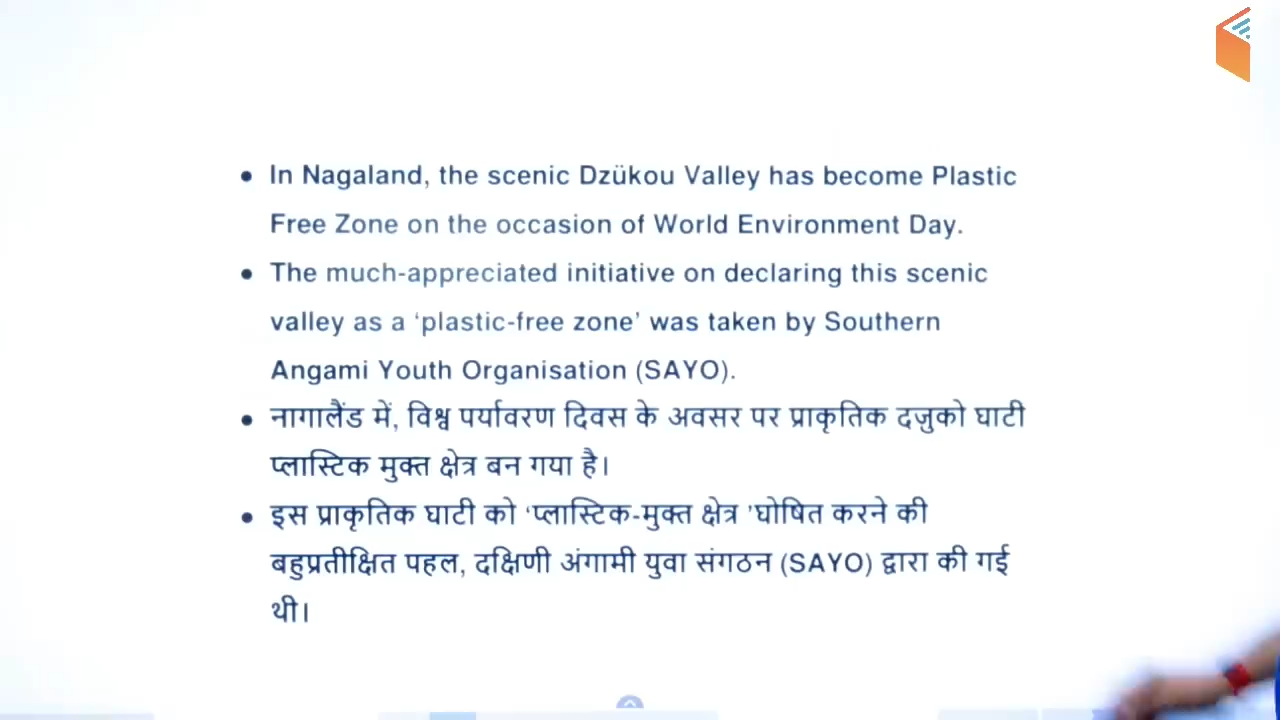 • In Nagaland, the scenic Dzükou Valley has become Plastic
Free Zone on the occasion of World Environment Day.
• The much-appreciated initiative on declaring this scenic
valley as a ‘plastic-free zone’ was taken by Southern
Angami Youth Organisation (SAYO).
• नागालैंड में, विश्व पर्यावरण दिवस के अवसर पर प्राकृतिक दज़ुको घाटी
प्लास्टिक मुक्त क्षेत्र बन गया है।
• इस प्राकृतिक घाटी को ‘प्लास्टिक-मुक्त क्षेत्र ’घोषित करने की
बहुप्रतीक्षित पहल, दक्षिणी अंगामी युवा संगठन (SAYO) द्वारा की गई
थी।